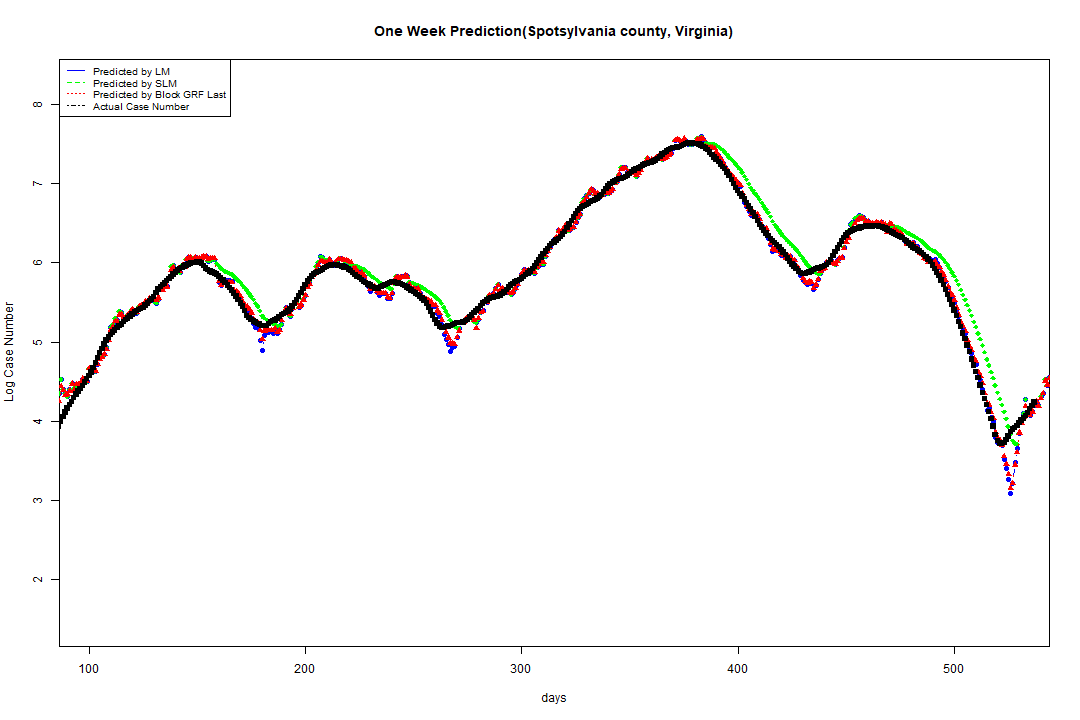 One Week Prediction(Spotsylvania county, Virginia)
Predicted by LM
Predicted by SLM
Predicted by Block GRF Last
Actual Case Number
8
7
6
5
4
3
2
Log Case Number
100 200 300 400 500
days